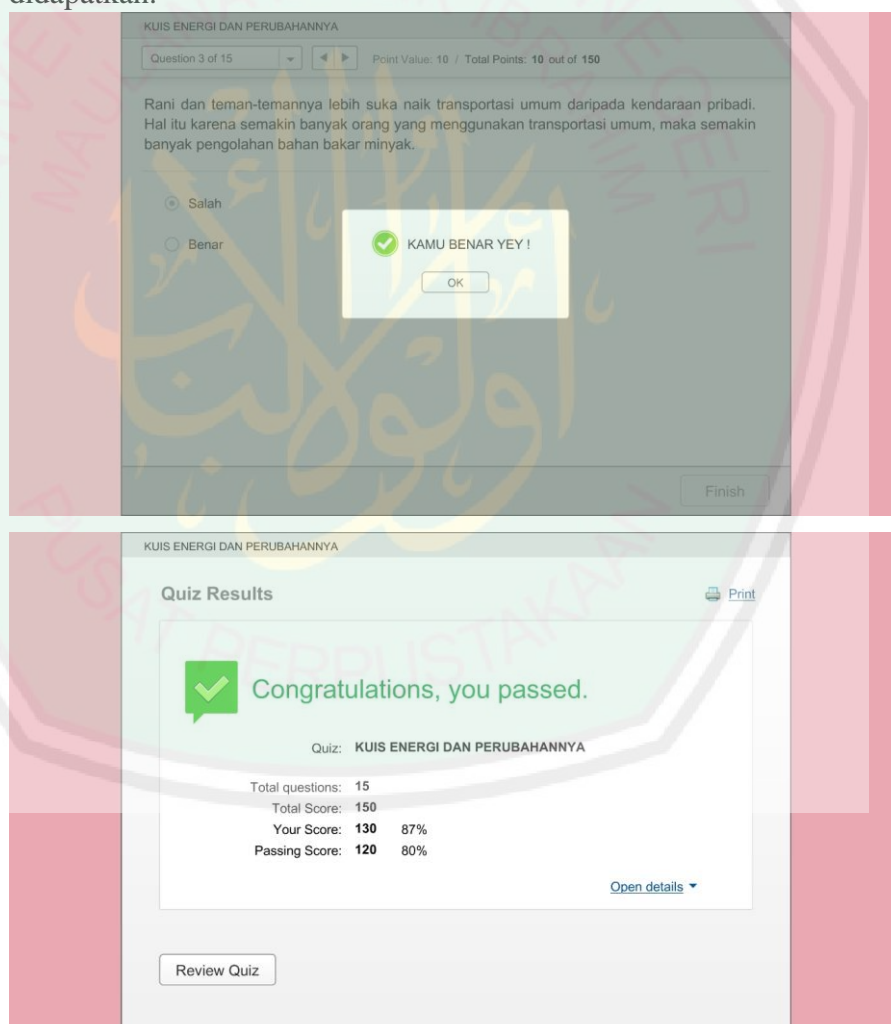 didapatkan.
KUIS ENERGI DAN PERUBAHANNYA
Question 3 of 15
Point Value: 10 / Total Points: 10 out of 150
Rani dan teman-temannya lebih suka naik transportasi umum daripada kendaraan pribadi.
Hal itu karena semakin banyak orang yang menggunakan transportasi umum, maka semakin
banyak pengolahan bahan bakar minyak.
Salah
Benar
KAMU BENAR YEY !
OK
Finish
KUIS ENERGI DAN PERUBAHANNYA
Quiz Results
Print
Congratulations, you passed.
Quiz: KUIS ENERGI DAN PERUBAHANNYA
Total questions: 15
Total Score: 150
Your Score: 130 87%
Passing Score: 120 80%
Open details
Review Quiz
PUSAT PERPUSTAKAAN